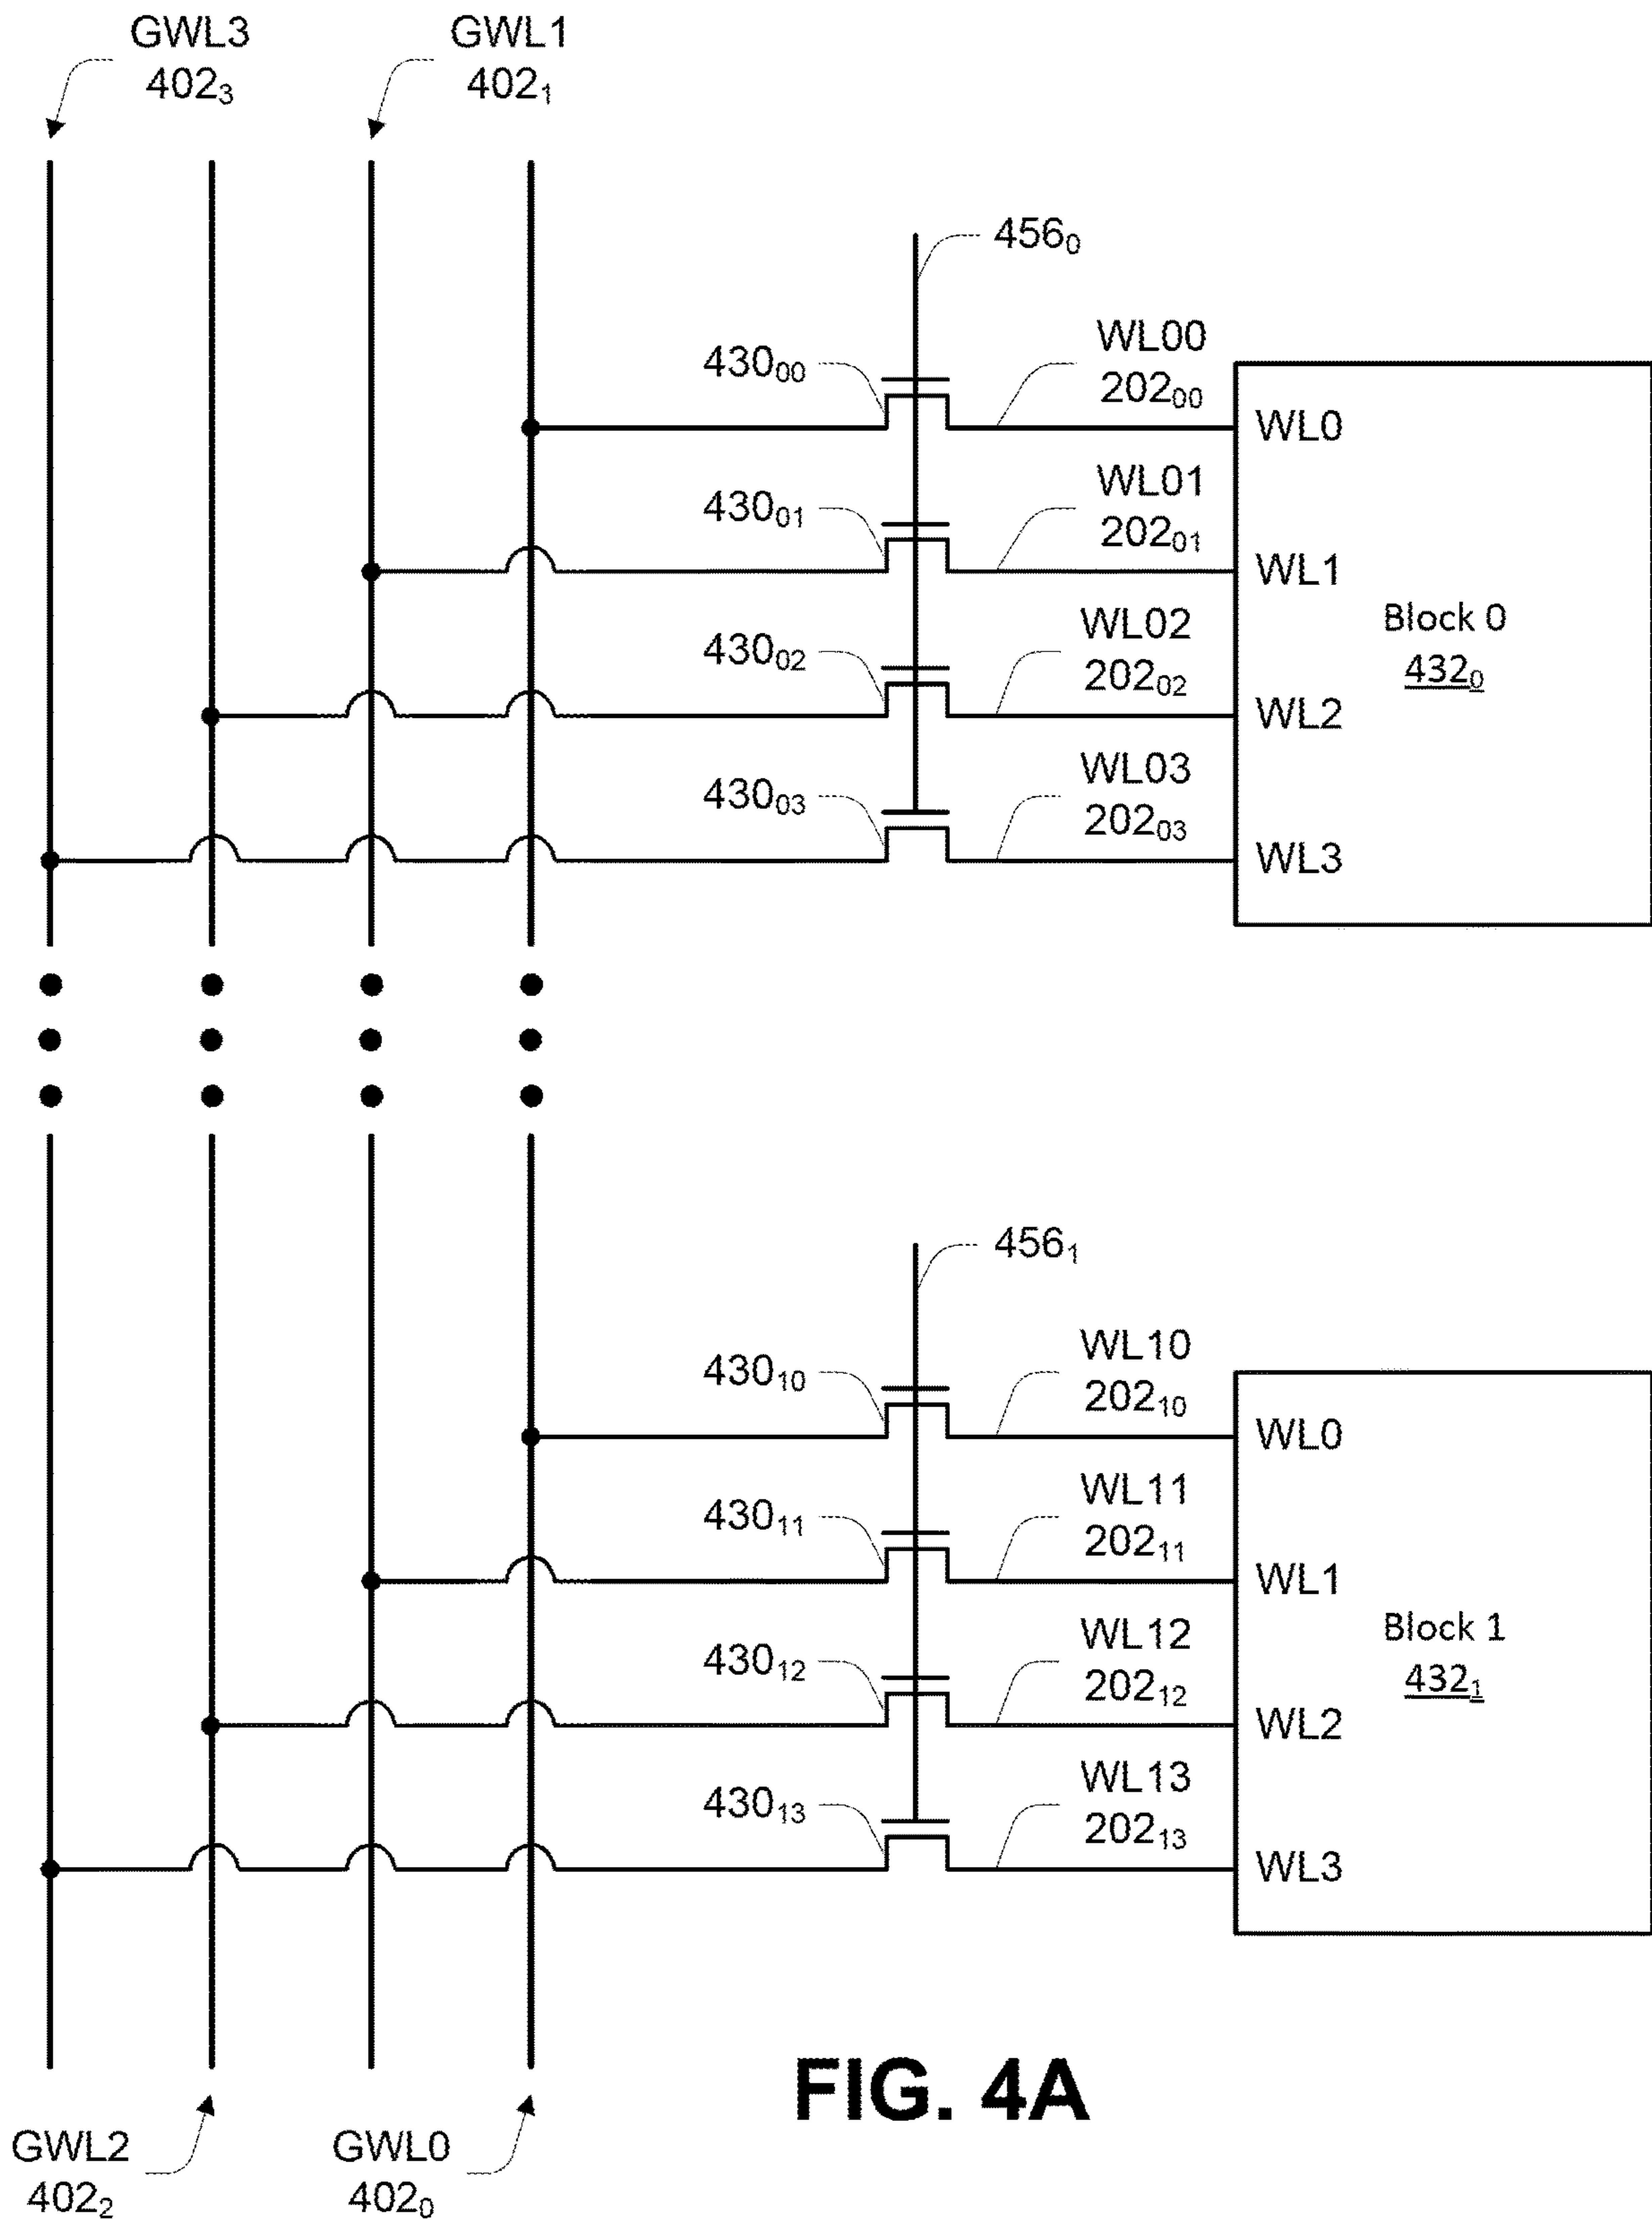 GWL3
402₃
GWL1
402₁
456₀
430₀₀
WL00
202₀₀
WL0
430₀₁
WL01
202₀₁
WL1
Block 0
432₀
430₀₂
WL02
202₀₂
WL2
430₀₃
WL03
202₀₃
WL3
456₁
430₁₀
WL10
202₁₀
WL0
430₁₁
WL11
202₁₁
WL1
Block 1
432₁
430₁₂
WL12
202₁₂
WL2
430₁₃
WL13
202₁₃
WL3
FIG. 4A
GWL2
402₂
GWL0
402₀